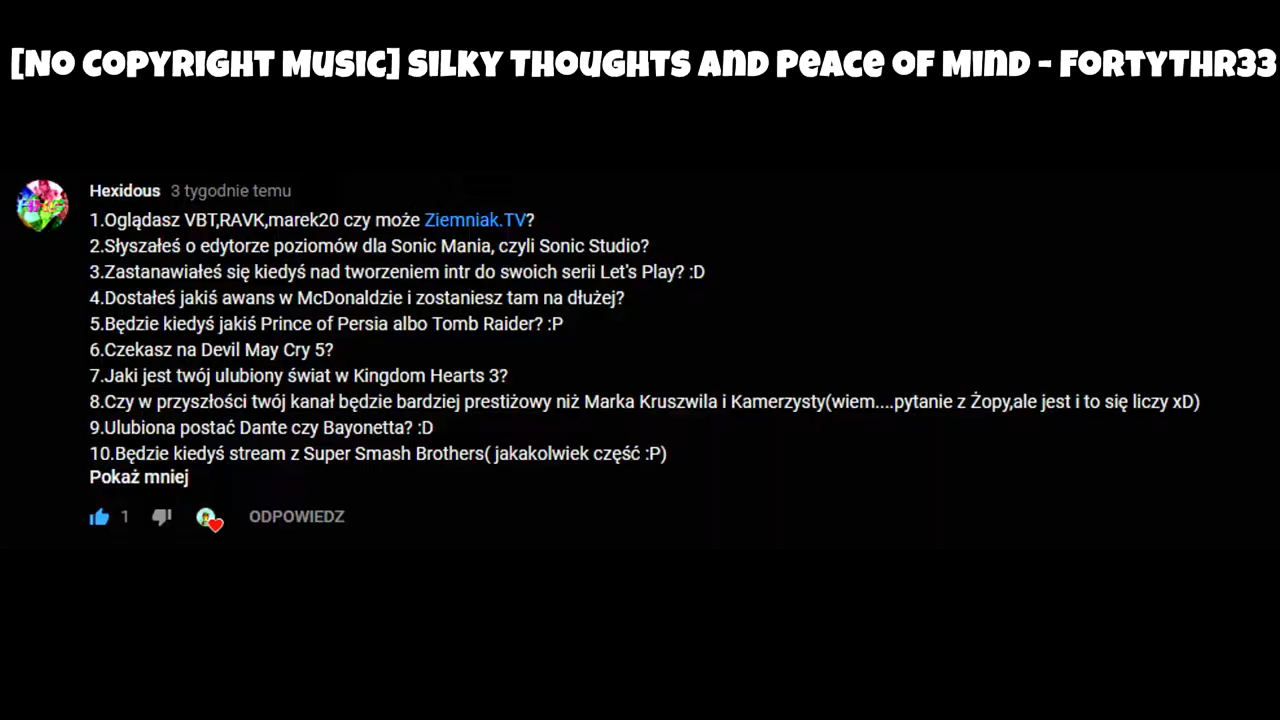 [No Copyright Music] Silky Thoughts And Peace Of Mind - Fortythr33
Hexidous 3 tygodnie temu
1.Oglądasz VBT,RAVK,marek20 czy może Ziemniak.TV?
2.Słyszałeś o edytorze poziomów dla Sonic Mania, czyli Sonic Studio?
3.Zastanawiałeś się kiedyś nad tworzeniem intr do swoich serii Let's Play? :D
4.Dostałeś jakiś awans w McDonaldzie i zostaniesz tam na dłużej?
5.Będzie kiedyś jakiś Prince of Persia albo Tomb Raider? :P
6.Czekasz na Devil May Cry 5?
7.Jaki jest twój ulubiony świat w Kingdom Hearts 3?
8.Czy w przyszłości twój kanał będzie bardziej prestiżowy niż Marka Kruszwila i Kamerzysty(wiem....pytanie z Żopy,ale jest i to się liczy xD)
9.Ulubiona postać Dante czy Bayonetta? :D
10.Będzie kiedyś stream z Super Smash Brothers( jakakolwiek część :P)
Pokaż mniej
1 ODPOWIEDZ